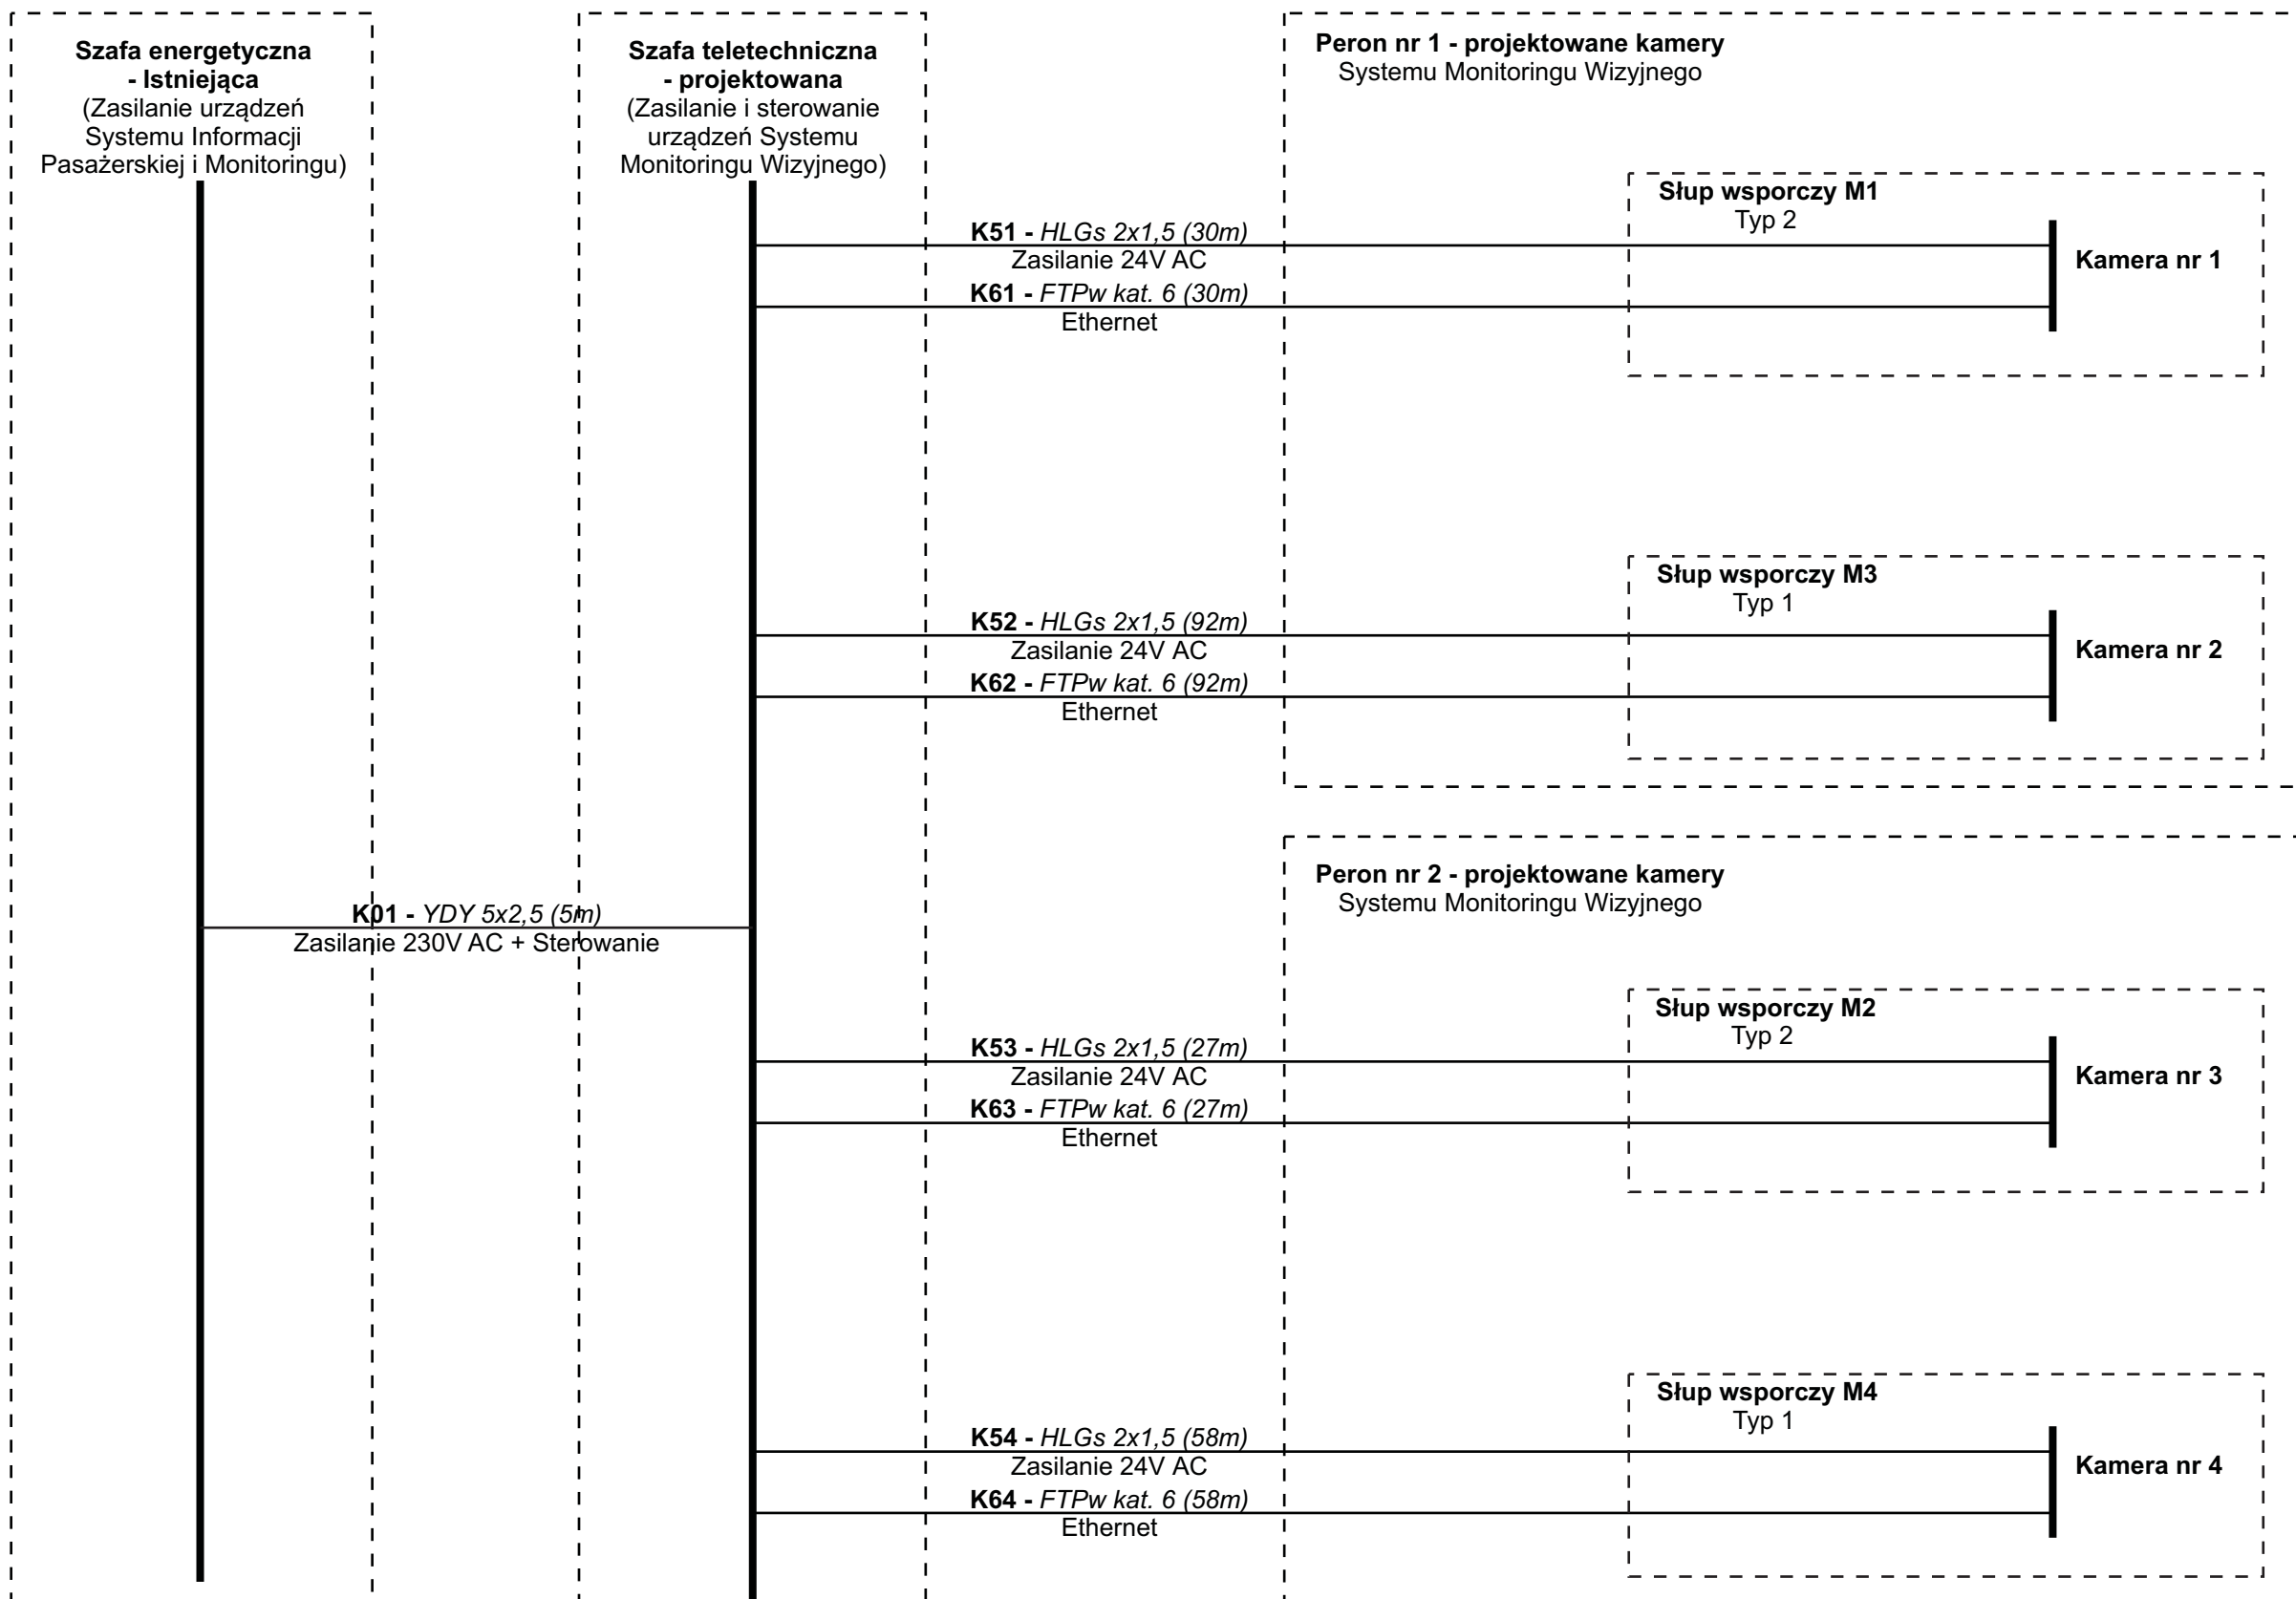 Szafa energetyczna
- Istniejąca
(Zasilanie urządzeń
Systemu Informacji
Pasażerskiej i Monitoringu)
Szafa teletechniczna
- projektowana
(Zasilanie i sterowanie
urządzeń Systemu
Monitoringu Wizyjnego)
Peron nr 1 - projektowane kamery
Systemu Monitoringu Wizyjnego
Słup wsporczy M1
Typ 2
K51 - HLGs 2x1,5 (30m)
Zasilanie 24V AC
Kamera nr 1
K61 - FTPw kat. 6 (30m)
Ethernet
Słup wsporczy M3
Typ 1
K52 - HLGs 2x1,5 (92m)
Zasilanie 24V AC
Kamera nr 2
K62 - FTPw kat. 6 (92m)
Ethernet
Peron nr 2 - projektowane kamery
Systemu Monitoringu Wizyjnego
K01 - YDY 5x2,5 (5m)
Zasilanie 230V AC + Sterowanie
Słup wsporczy M2
Typ 2
K53 - HLGs 2x1,5 (27m)
Zasilanie 24V AC
Kamera nr 3
K63 - FTPw kat. 6 (27m)
Ethernet
Słup wsporczy M4
Typ 1
K54 - HLGs 2x1,5 (58m)
Zasilanie 24V AC
Kamera nr 4
K64 - FTPw kat. 6 (58m)
Ethernet